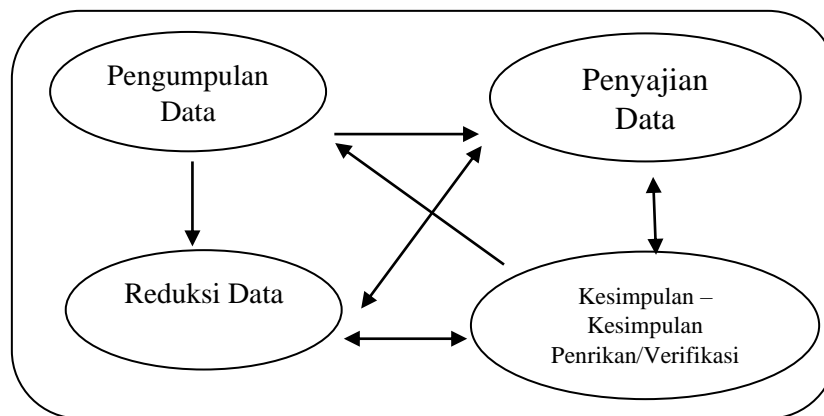 Pengumpulan
Data
Penyajian
Data
Reduksi Data
Kesimpulan –
Kesimpulan
Penrikan/Verifikasi